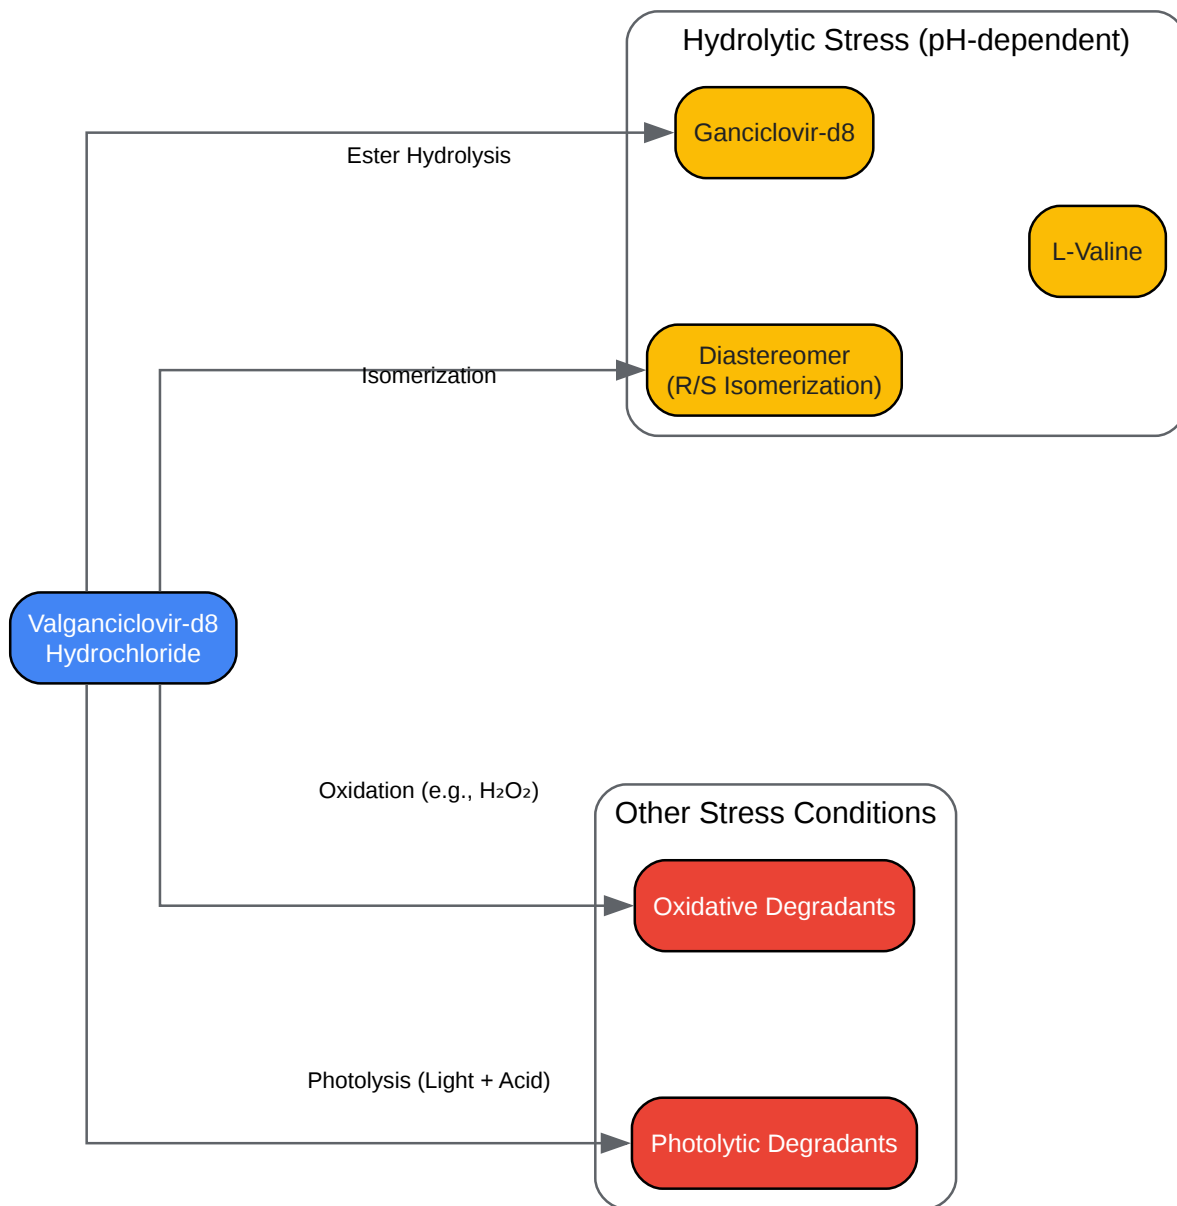 Hydrolytic Stress (pH-dependent)
Ganciclovir-d8
Ester Hydrolysis
L-Valine
Diastereomer
(R/S Isomerization)
Isomerization
Valganciclovir-d8
Hydrochloride
Oxidation (e.g., H₂O₂)
Other Stress Conditions
Oxidative Degradants
Photolysis (Light + Acid)
Photolytic Degradants